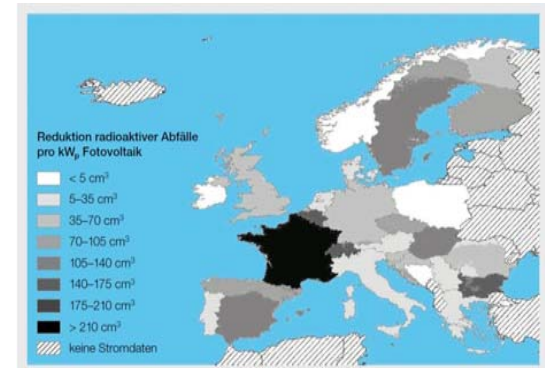 Reduktion radioaktiver Abfälle
pro kWp Fotovoltaik
< 5 cm³
5–35 cm³
35–70 cm³
70–105 cm³
105–140 cm³
140–175 cm³
175–210 cm³
> 210 cm³
keine Stromdaten